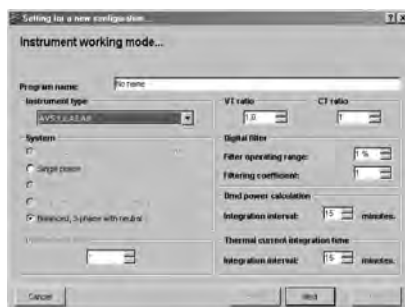 Setting for a new configuration
Instrument working mode...
Program name: No name
Instrument type
VT ratio
CT ratio
1.0
1
System
Single phase
Balanced, 3-phase with neutral
Digital filter
Filter operating range: 1 %
Filtering coefficient: 1
Dmd power calculation
Integration interval: 15 minutes.
Thermal current integration time
Integration interval: 15 minutes.
Cancel
Next